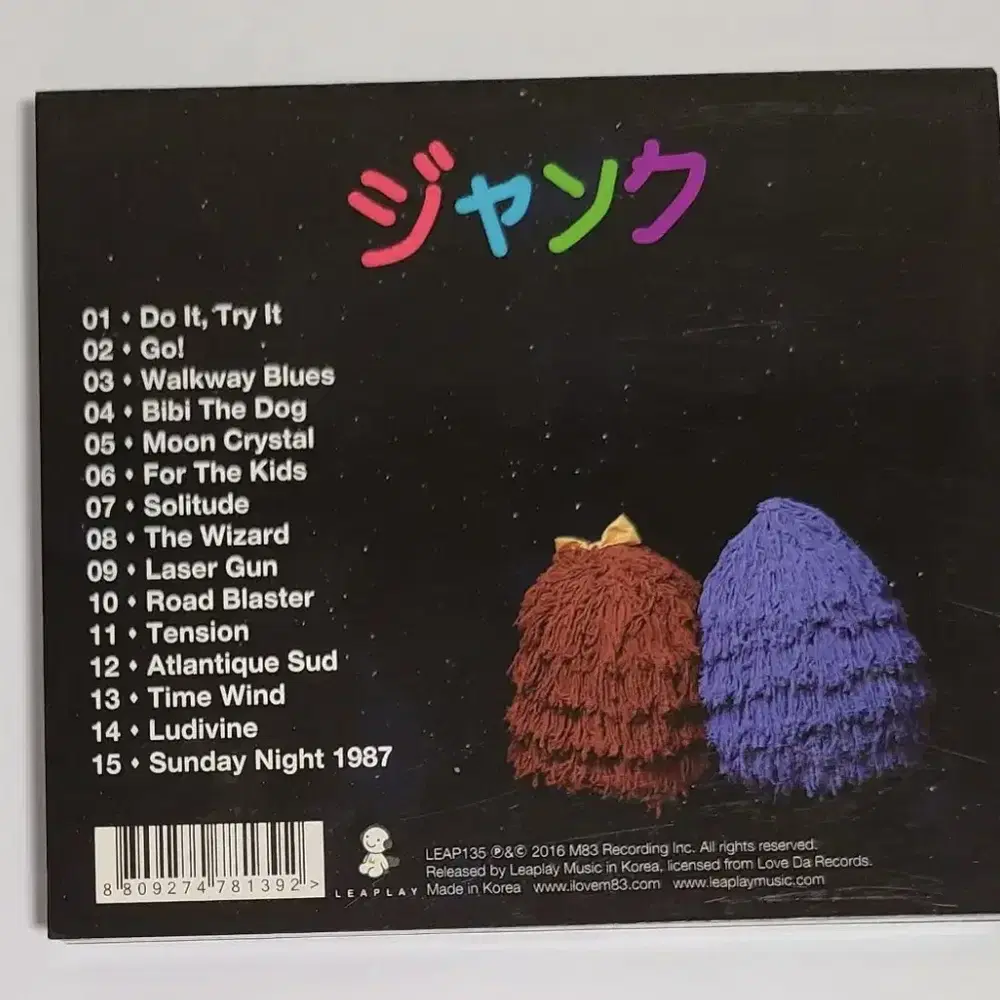 ジャンク
01 • Do It, Try It
02 • Go!
03 • Walkway Blues
04 • Bibi The Dog
05 • Moon Crystal
06 • For The Kids
07 • Solitude
08 • The Wizard
09 • Laser Gun
10 • Road Blaster
11 • Tension
12 • Atlantique Sud
13 • Time Wind
14 • Ludivine
15 • Sunday Night 1987
8 809274 781392 >
LEAPLAY
LEAP135 ℗&© 2016 M83 Recording Inc. All rights reserved.
Released by Leaplay Music in Korea, licensed from Love Da Records.
Made in Korea www.ilovem83.com www.leaplaymusic.com